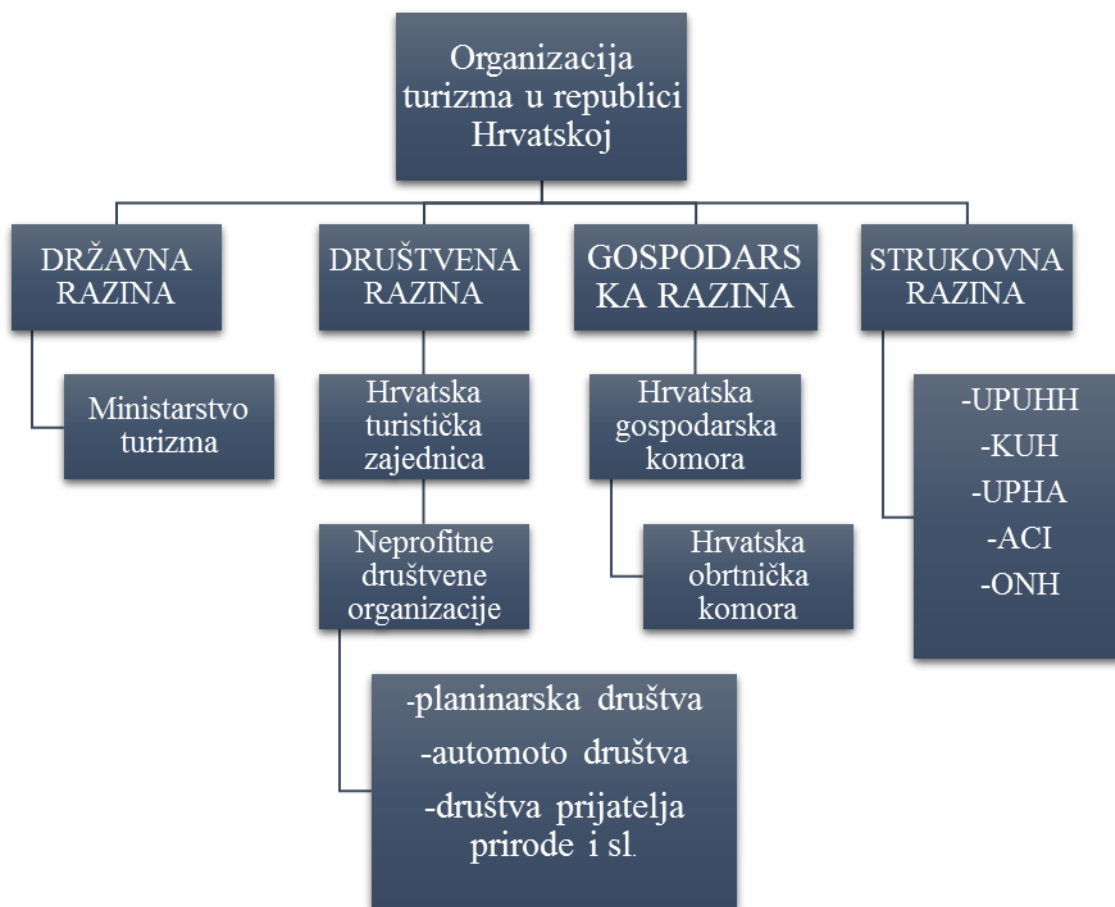 Organizacija
turizma u republici
Hrvatskoj
DRŽAVNA
RAZINA
Ministarstvo
turizma
DRUŠTVENA
RAZINA
Hrvatska
turistička
zajednica
Neprofitne
društvene
organizacije
-planinarska društva
-automoto društva
-društva prijatelja
prirode i sl.
GOSPODARS
KA RAZINA
Hrvatska
gospodarska
komora
Hrvatska
obrtnička
komora
STRUKOVNA
RAZINA
-UPUHH
-KUH
-UPHA
-ACI
-ONH